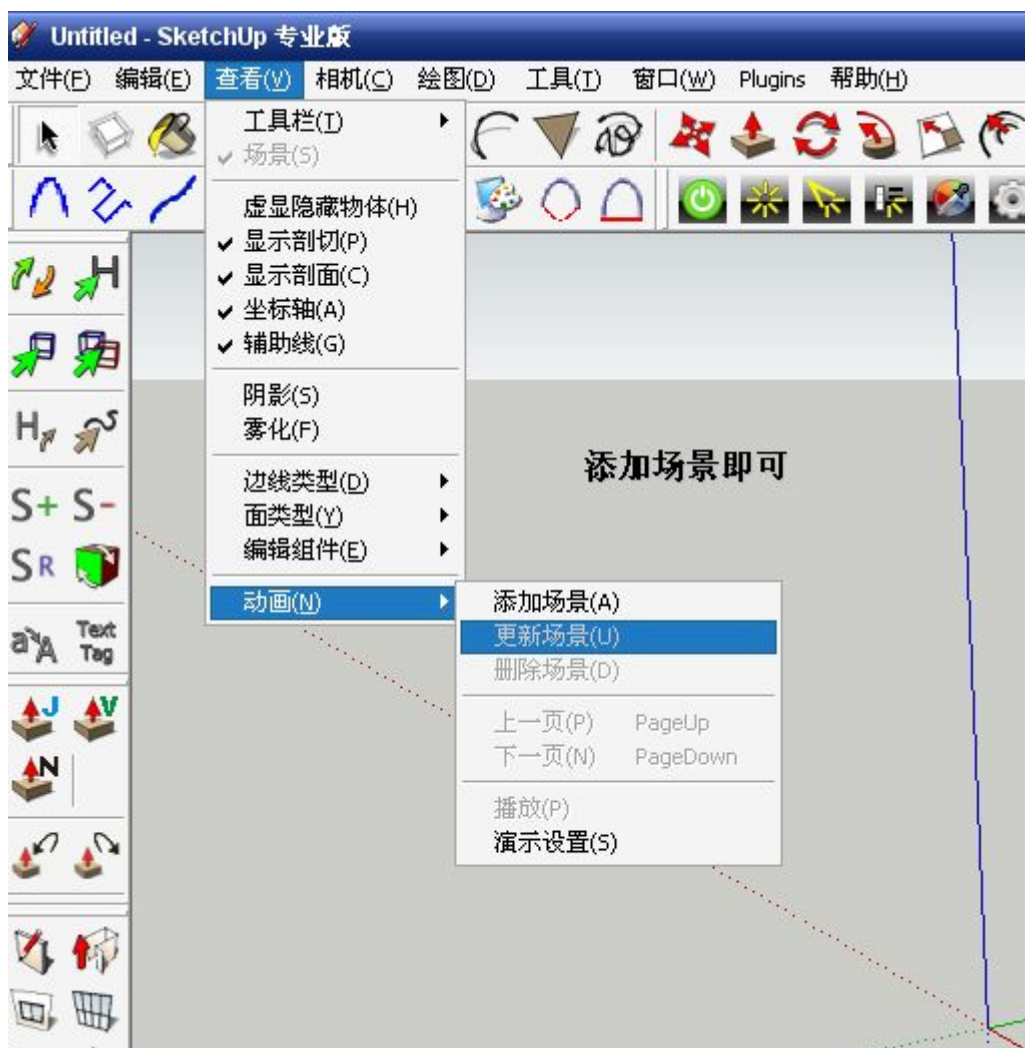 Untitled - SketchUp 专业版
文件(F) 编辑(E) 查看(V) 相机(C) 绘图(D) 工具(T) 窗口(W) Plugins 帮助(H)
工具栏(T)
场景(S)
虚显隐藏物体(H)
显示剖切(P)
显示剖面(C)
坐标轴(A)
辅助线(G)
阴影(S)
雾化(F)
边线类型(D)
面类型(Y)
编辑组件(E)
动画(N)
添加场景(A)
更新场景(U)
删除场景(D)
上一页(P) PageUp
下一页(N) PageDown
播放(P)
演示设置(S)
添加场景即可
H
H
S+ S-
S R
a A Text Tag
J V
N